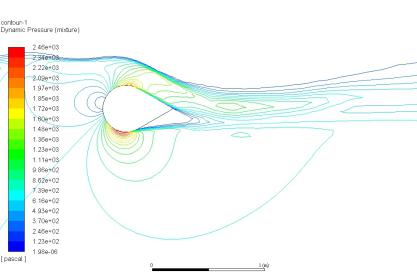 contour-1
Dynamic Pressure (mixture)
2.46e+03
2.34e+03
2.22e+03
2.09e+03
1.97e+03
1.85e+03
1.72e+03
1.60e+03
1.48e+03
1.35e+03
1.23e+03
1.11e+03
9.86e+02
8.62e+02
7.39e+02
6.16e+02
4.93e+02
3.70e+02
2.46e+02
1.23e+02
1.98e-06
[ pascal ]
0
1 (m)